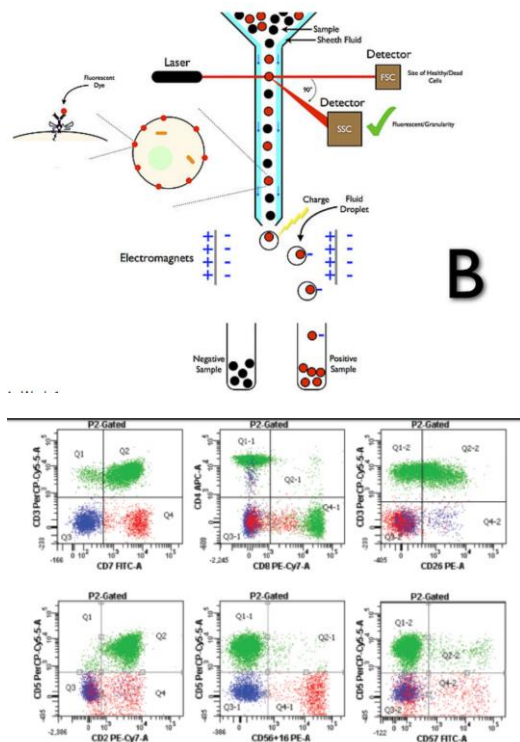 Sample
Sheeth Fluid
Laser
Detector
FSC
Size of Healthy/Dead
Cells
Fluorescent
Dye
90°
Detector
SSC
Fluorescent/Granularity
Charge
Fluid
Droplet
Electromagnets
+ - + -
+ - + -
+ - + -
+ - + -
B
Negative
Sample
Positive
Sample
P2-Gated
Q1
Q2
Q3
Q4
CD3 PerCP-Cy5-5-A
CD7 FITC-A
P2-Gated
Q1-1
Q2-1
Q3-1
Q4-1
CD4 APC-A
CD8 PE-Cy7-A
P2-Gated
Q1-2
Q2-2
Q3-2
Q4-2
CD3 PerCP-Cy5-5-A
CD26 PE-A
P2-Gated
Q1
Q2
Q3
Q4
CD5 PerCP-Cy5-5-A
CD2 PE-Cy7-A
P2-Gated
Q1-1
Q2-1
Q3-1
Q4-1
CD5 PerCP-Cy5-5-A
CD56+16 PE-A
P2-Gated
Q1-2
Q2-2
Q3-2
Q4-2
CD5 PerCP-Cy5-5-A
CD57 FITC-A